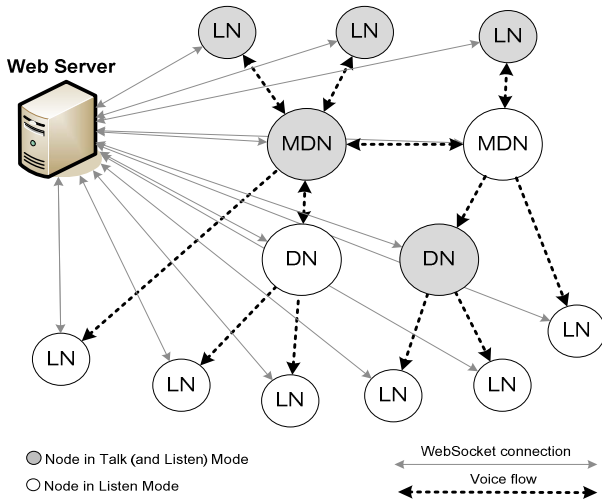 LN
LN
LN
Web Server
MDN
MDN
DN
DN
LN
LN
LN
LN
LN
LN
WebSocket connection
Node in Talk (and Listen) Mode
Voice flow
Node in Listen Mode